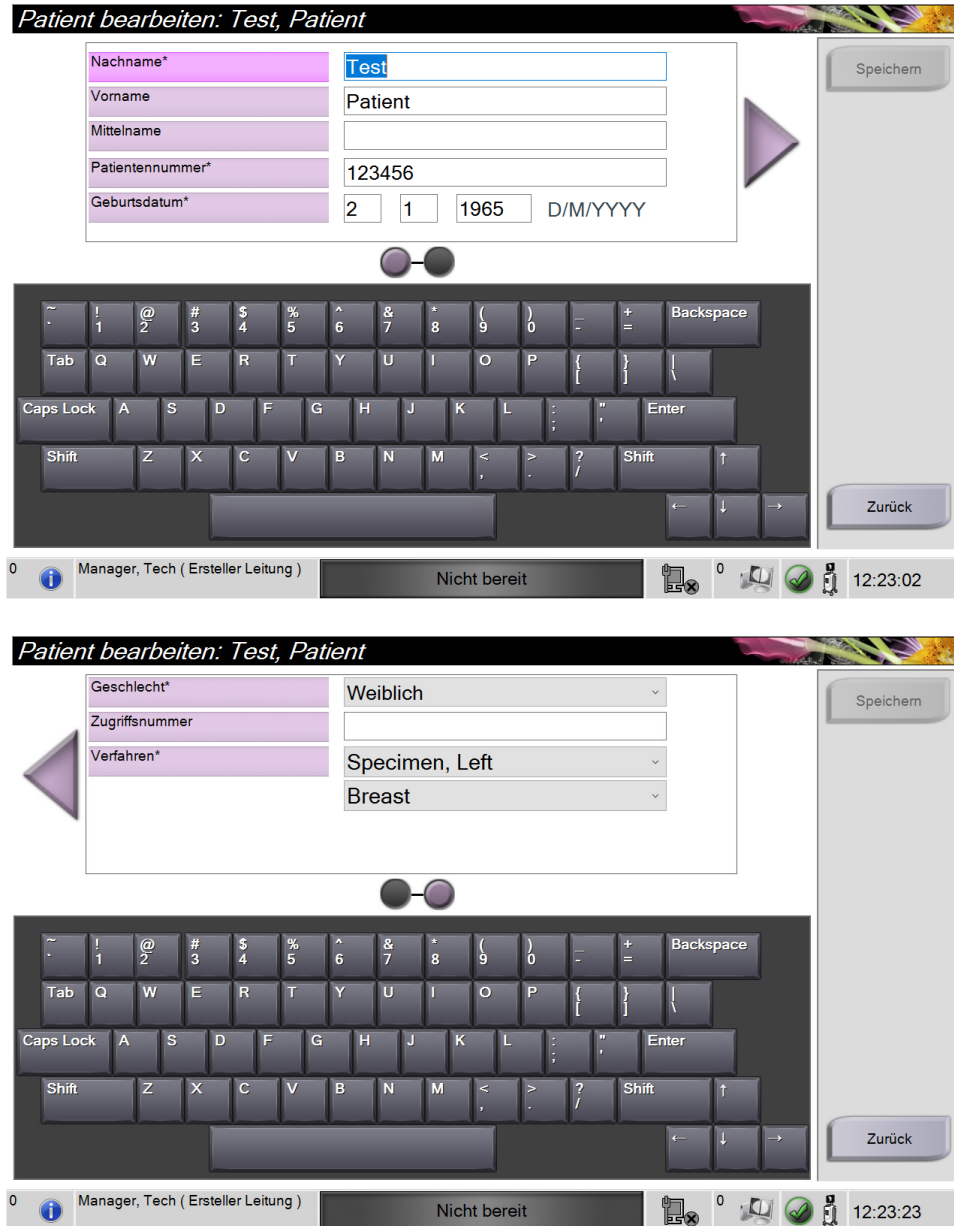 Patient bearbeiten: Test, Patient
Nachname* Test
Speichern
Vorname Patient
Mittelname
Patientennummer* 123456
Geburtsdatum* 2 1 1965 D/M/YYYY
~ ! @ # $ % ^ & * ( ) _ + Backspace
` 1 2 3 4 5 6 7 8 9 0 - =
Tab Q W E R T Y U I O P { } |
[ ] \
Caps Lock A S D F G H J K L : " Enter
; '
Shift Z X C V B N M < > ? Shift ↑
, . /
← ↓ →
Zurück
0 Manager, Tech ( Ersteller Leitung ) Nicht bereit 0 12:23:02
Patient bearbeiten: Test, Patient
Geschlecht* Weiblich
Speichern
Zugriffsnummer
Verfahren* Specimen, Left
Breast
~ ! @ # $ % ^ & * ( ) _ + Backspace
` 1 2 3 4 5 6 7 8 9 0 - =
Tab Q W E R T Y U I O P { } |
[ ] \
Caps Lock A S D F G H J K L : " Enter
; '
Shift Z X C V B N M < > ? Shift ↑
, . /
← ↓ →
Zurück
0 Manager, Tech ( Ersteller Leitung ) Nicht bereit 0 12:23:23